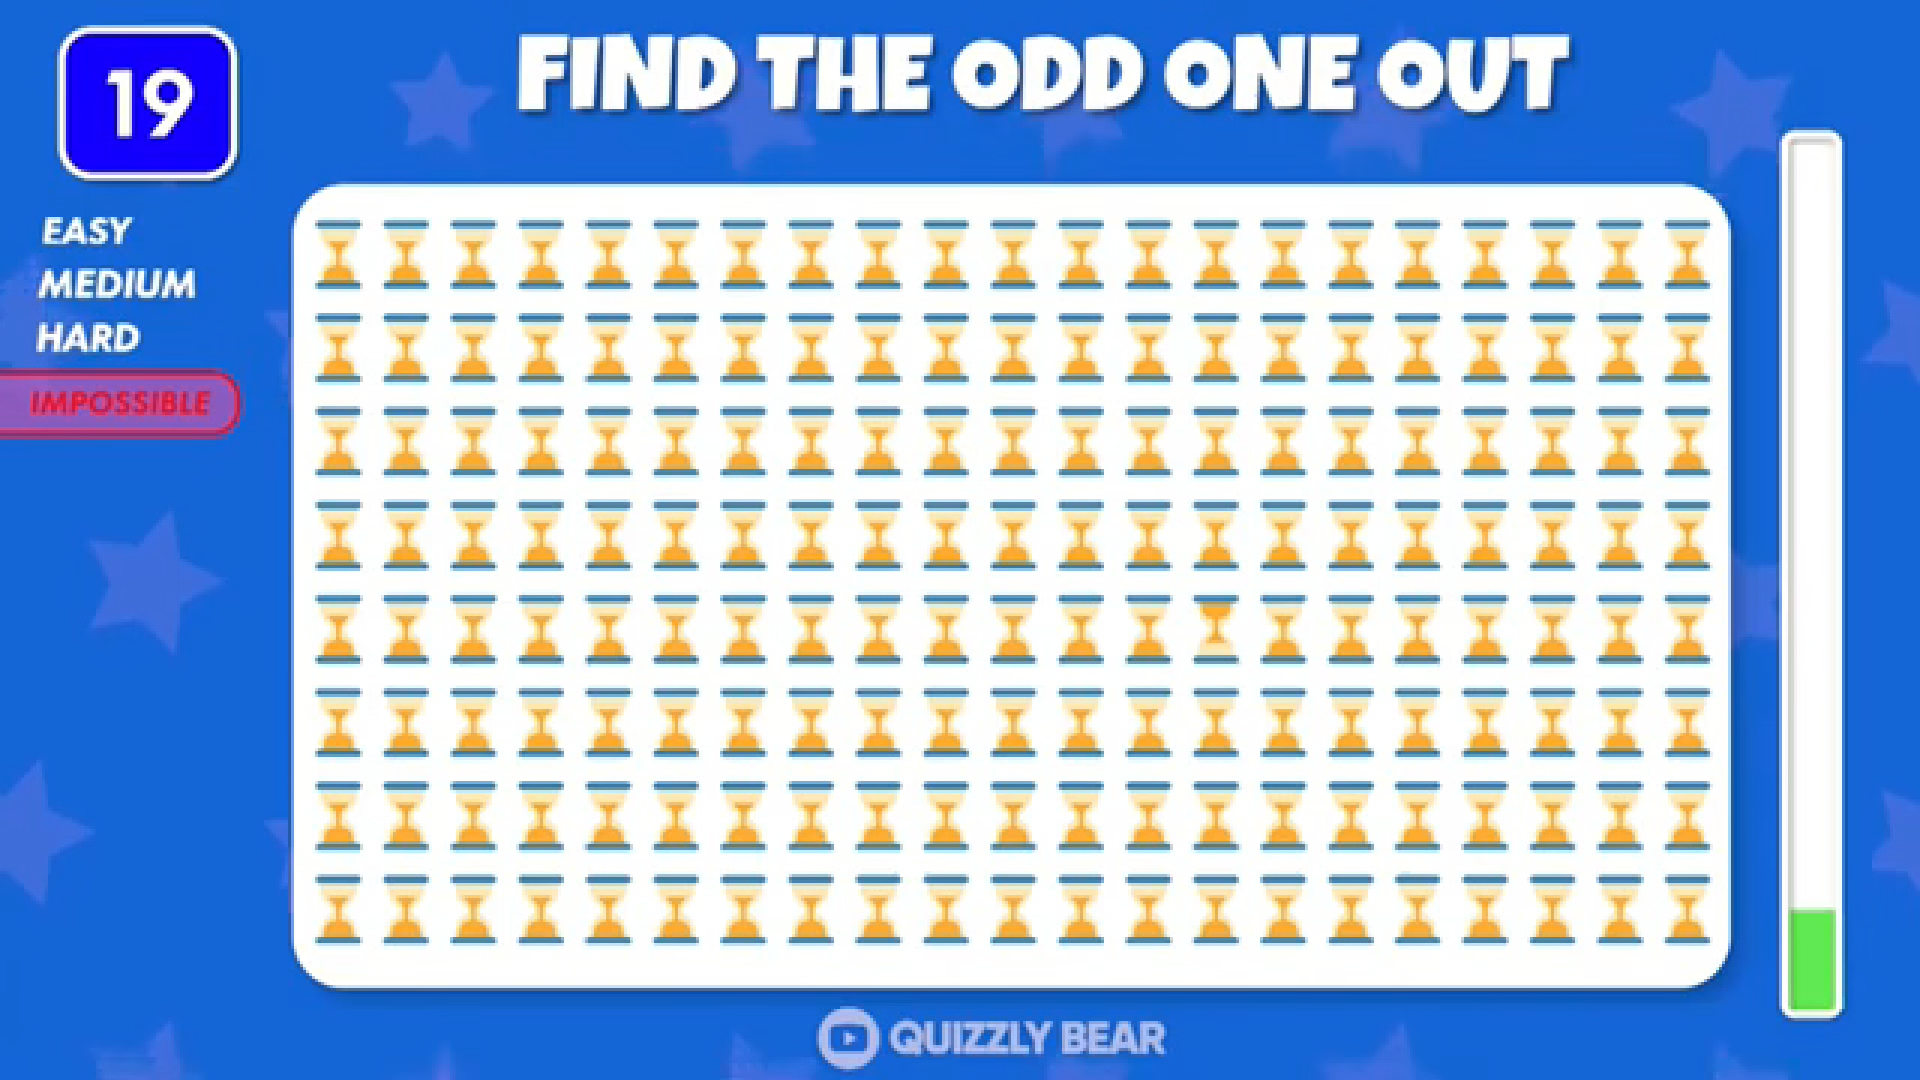 19
FIND THE ODD ONE OUT
EASY
MEDIUM
HARD
IMPOSSIBLE
QUIZZLY BEAR